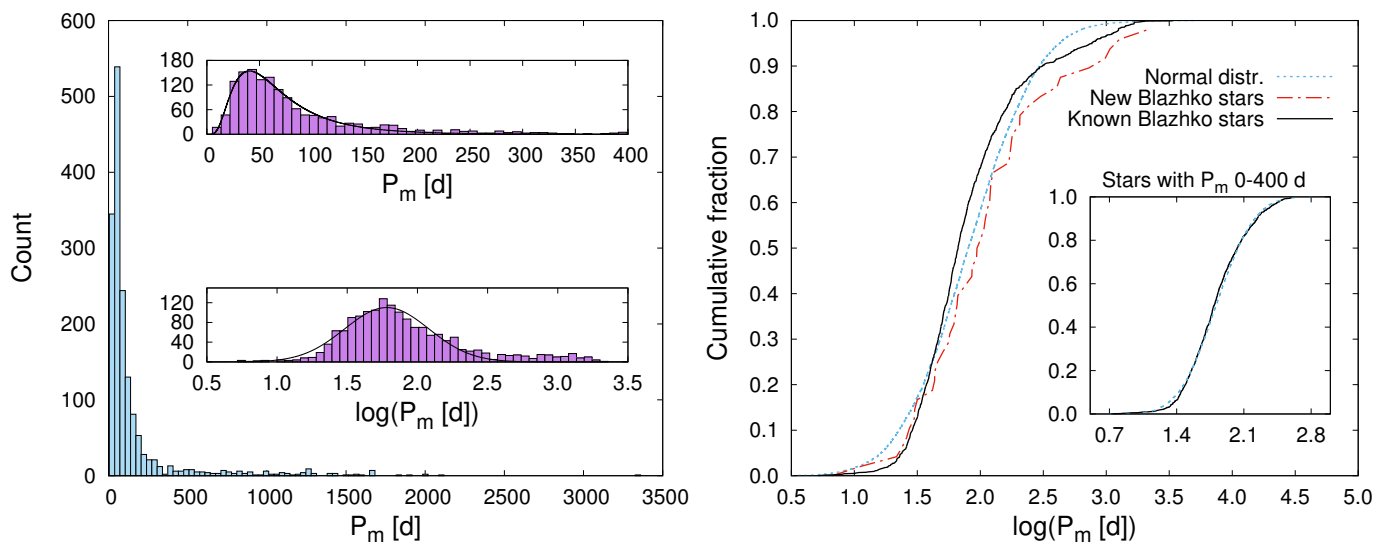 600
500
400
300
200
100
0
Count
0 500 1000 1500 2000 2500 3000 3500
P_m [d]
180
120
60
0
0 50 100 150 200 250 300 350 400
P_m [d]
120
80
40
0
0.5 1.0 1.5 2.0 2.5 3.0 3.5
log(P_m [d])
1.0
0.9
0.8
0.7
0.6
0.5
0.4
0.3
0.2
0.1
0.0
Cumulative fraction
0.5 1.0 1.5 2.0 2.5 3.0 3.5 4.0 4.5 5.0
log(P_m [d])
Normal distr.
New Blazhko stars
Known Blazhko stars
Stars with P_m 0-400 d
1.0
0.8
0.6
0.4
0.2
0.0
0.7 1.4 2.1 2.8